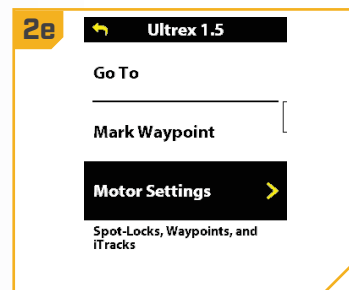 2e
Ultrex 1.5
Go To
Mark Waypoint
Motor Settings
Spot-Locks, Waypoints, and
iTracks